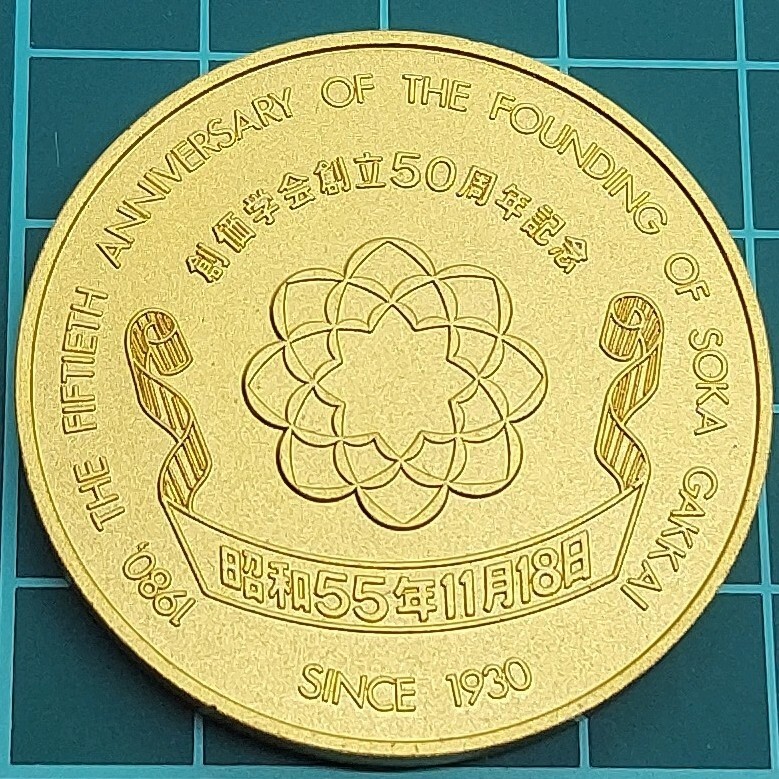 1980, THE FIFTIETH ANNIVERSARY OF THE FOUNDING OF SOKA GAKKAI
創価学会創立50周年記念
昭和55年11月18日
SINCE 1930